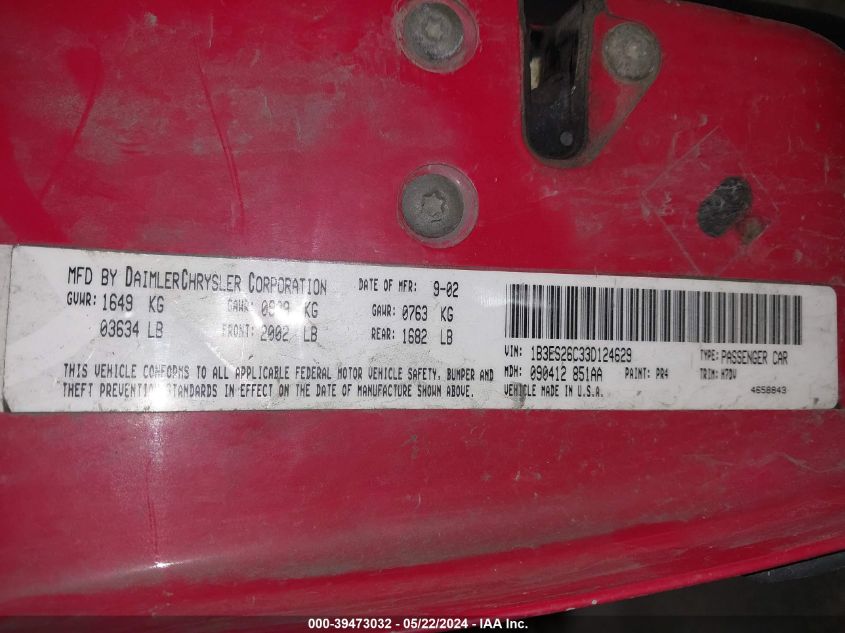 MFD BY DAIMLERCHRYSLER CORPORATION DATE OF MFR: 9-02
GVWR: 1649 KG GAWR: KG GAWR: 0763 KG
03634 LB FRONT: 2002 LB REAR: 1682 LB
THIS VEHICLE CONFORMS TO ALL APPLICABLE FEDERAL MOTOR VEHICLE SAFETY, BUMPER AND
THEFT PREVENTION STANDARDS IN EFFECT ON THE DATE OF MANUFACTURE SHOWN ABOVE.
VIN: 1B3ES26C33D124629 TYPE: PASSENGER CAR
MDH: 090412 851AA PAINT: PR4 TRIM: H7DV
VEHICLE MADE IN U.S.A. 4658843
000-39473032 - 05/22/2024 - IAA Inc.